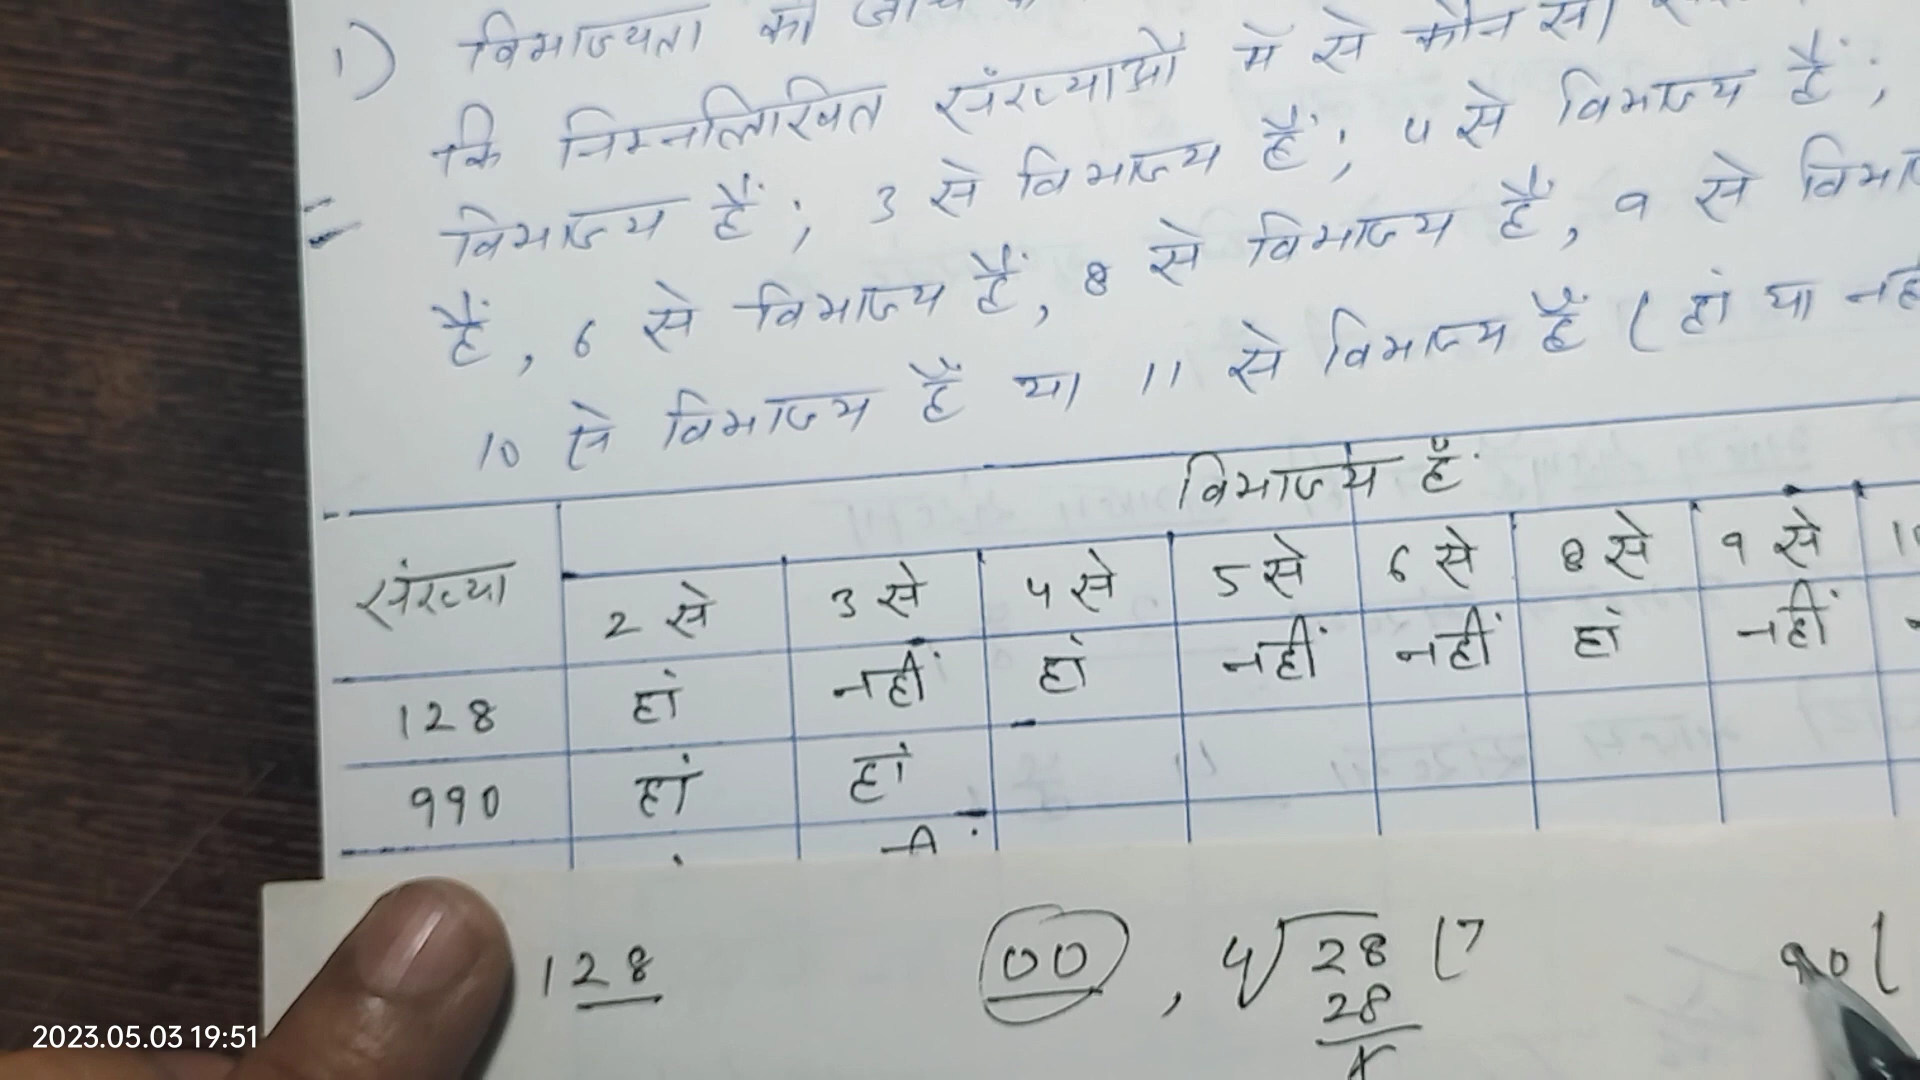 1) विभाज्यता की जांच
कि निम्नलिखित संख्याओं में से कौन सी
विभाज्य हैं; 3 से विभाज्य हैं; 4 से विभाज्य हैं;
हैं, 6 से विभाज्य हैं, 8 से विभाज्य हैं, 9 से
10 से विभाज्य हैं या 11 से विभाज्य हैं ( हां या
विभाज्य हैं
संख्या 2 से 3 से 4 से 5 से 6 से 8 से 9 से
128 हां नहीं हां नहीं नहीं हां नहीं
990 हां हां
128 00 , 4√28 (7 90 (
28
2023.05.03 19:51